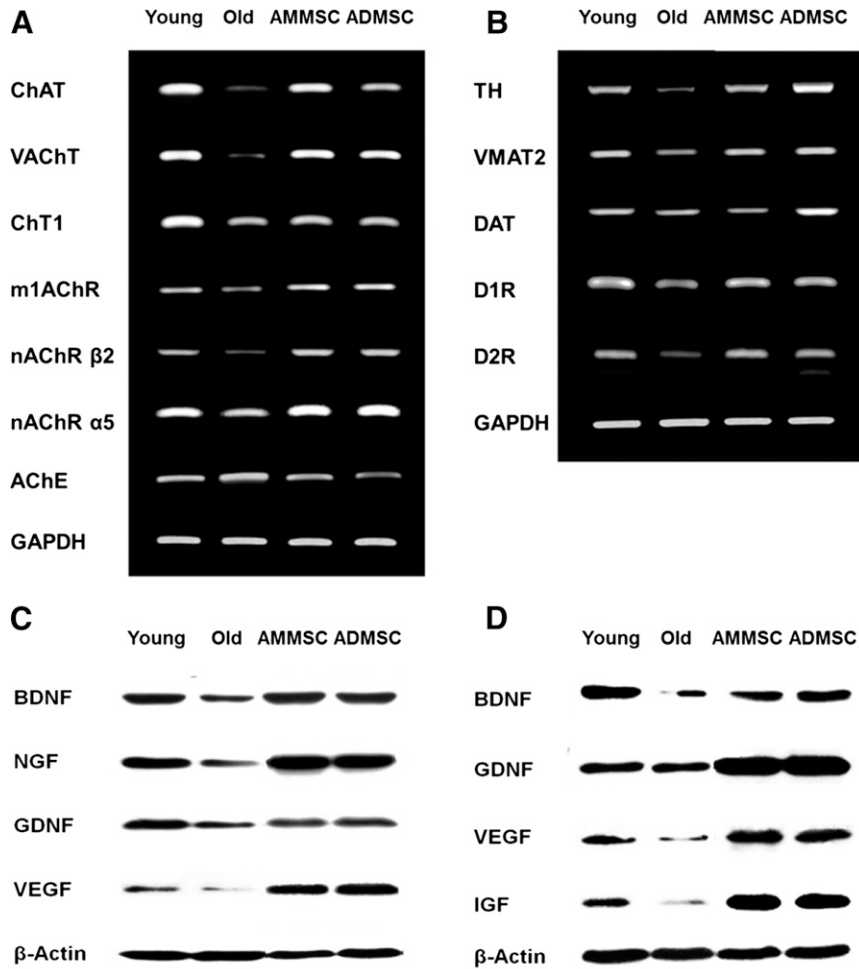 A
Young Old AMMSC ADMSC
ChAT
VAChT
ChT1
m1AChR
nAChR β2
nAChR α5
AChE
GAPDH
B
Young Old AMMSC ADMSC
TH
VMAT2
DAT
D1R
D2R
GAPDH
C
Young Old AMMSC ADMSC
BDNF
NGF
GDNF
VEGF
β-Actin
D
Young Old AMMSC ADMSC
BDNF
GDNF
VEGF
IGF
β-Actin